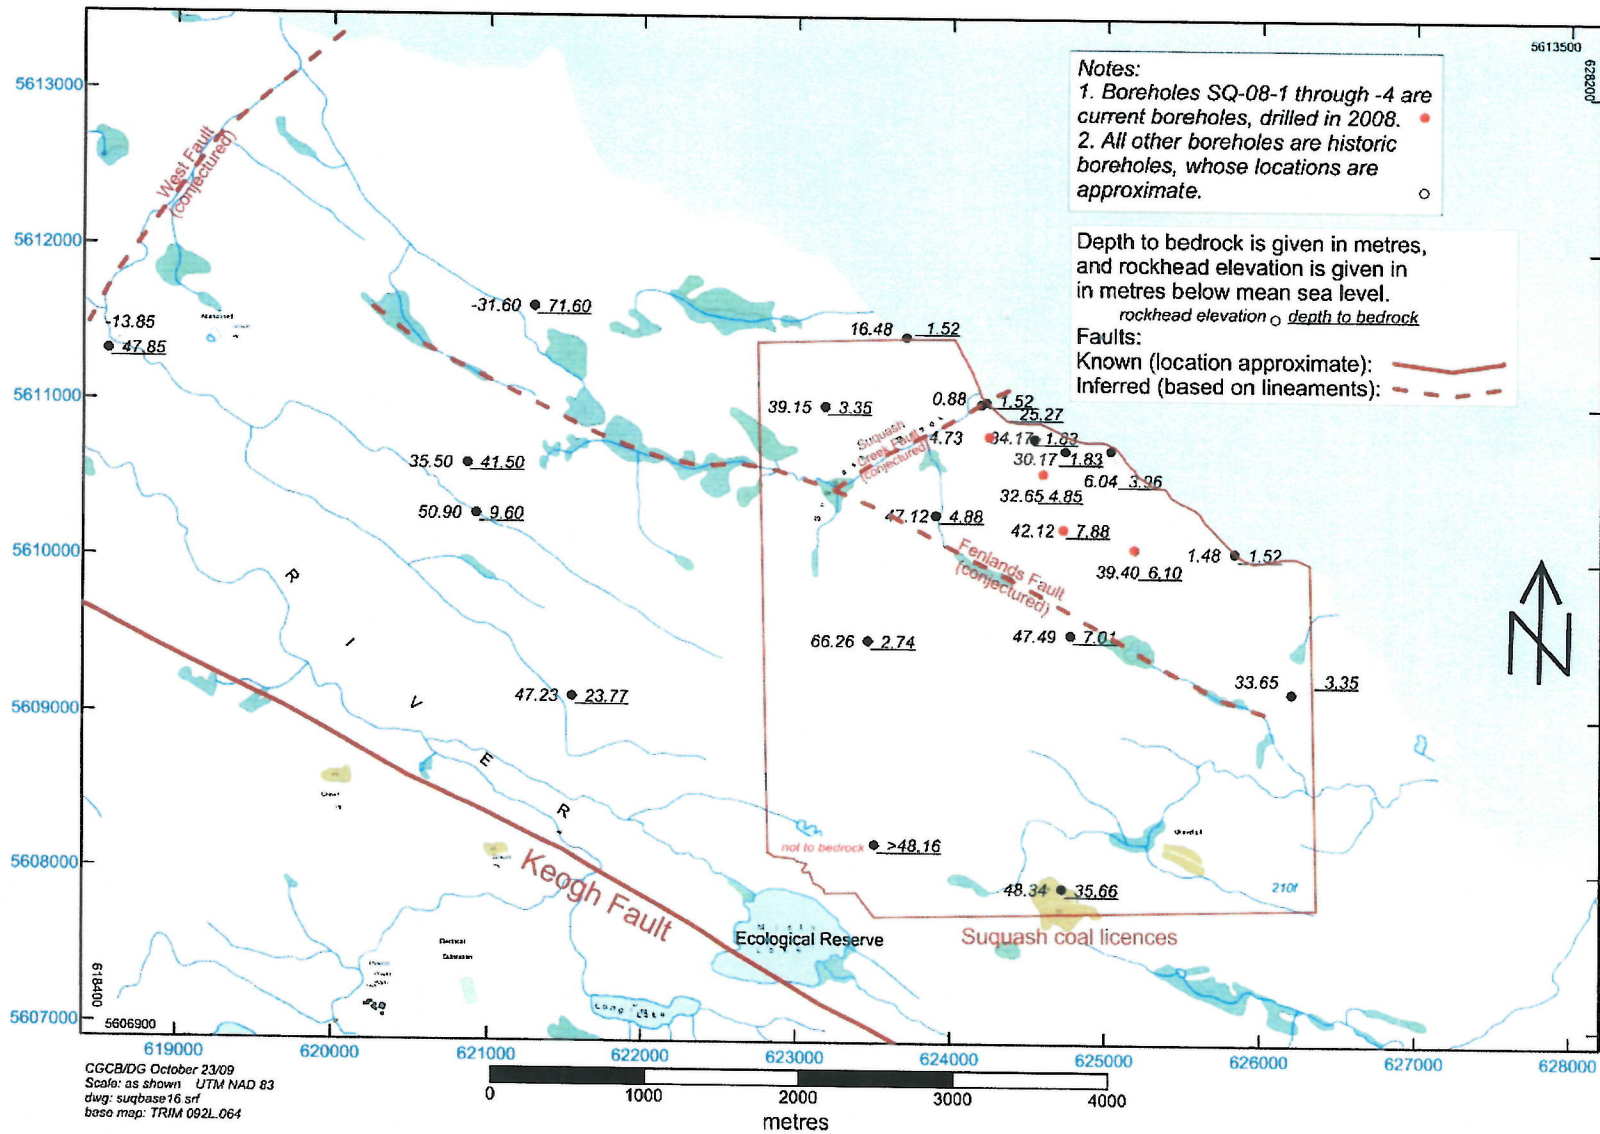 5613500
628200
5613000
5612000
5611000
5610000
5609000
5608000
5607000
Notes:
1. Boreholes SQ-08-1 through -4 are
current boreholes, drilled in 2008.
2. All other boreholes are historic
boreholes, whose locations are
approximate.
Depth to bedrock is given in metres,
and rockhead elevation is given in
in metres below mean sea level.
rockhead elevation depth to bedrock
Faults:
Known (location approximate):
Inferred (based on lineaments):
West Fault
(conjectured)
-13.85
47.85
Abandoned
-31.60 71.60
16.48 1.52
39.15 3.35
0.88 1.52
25.27
Suquash
Creek Fault
(conjectured)
4.73
34.17 1.83
30.17 1.83
6.04 3.96
32.65 4.85
35.50 41.50
50.90 9.60
47.12 4.88
42.12 7.88
39.40 6.10
1.48 1.52
Fenlands Fault
(conjectured)
66.26 2.74
47.49 7.01
33.65 3.35
47.23 23.77
R I V E R
not to bedrock >48.16
48.34 35.66
210f
Keogh Fault
Ecological Reserve
Suquash coal licences
Electrical
Substation
Long Lake
618400
5606900
619000 620000 621000 622000 623000 624000 625000 626000 627000 628000
CGCB/DG October 23/09
Scale: as shown UTM NAD 83
dwg: suqbase16.srf
base map: TRIM 092L.064
0 1000 2000 3000 4000
metres
N